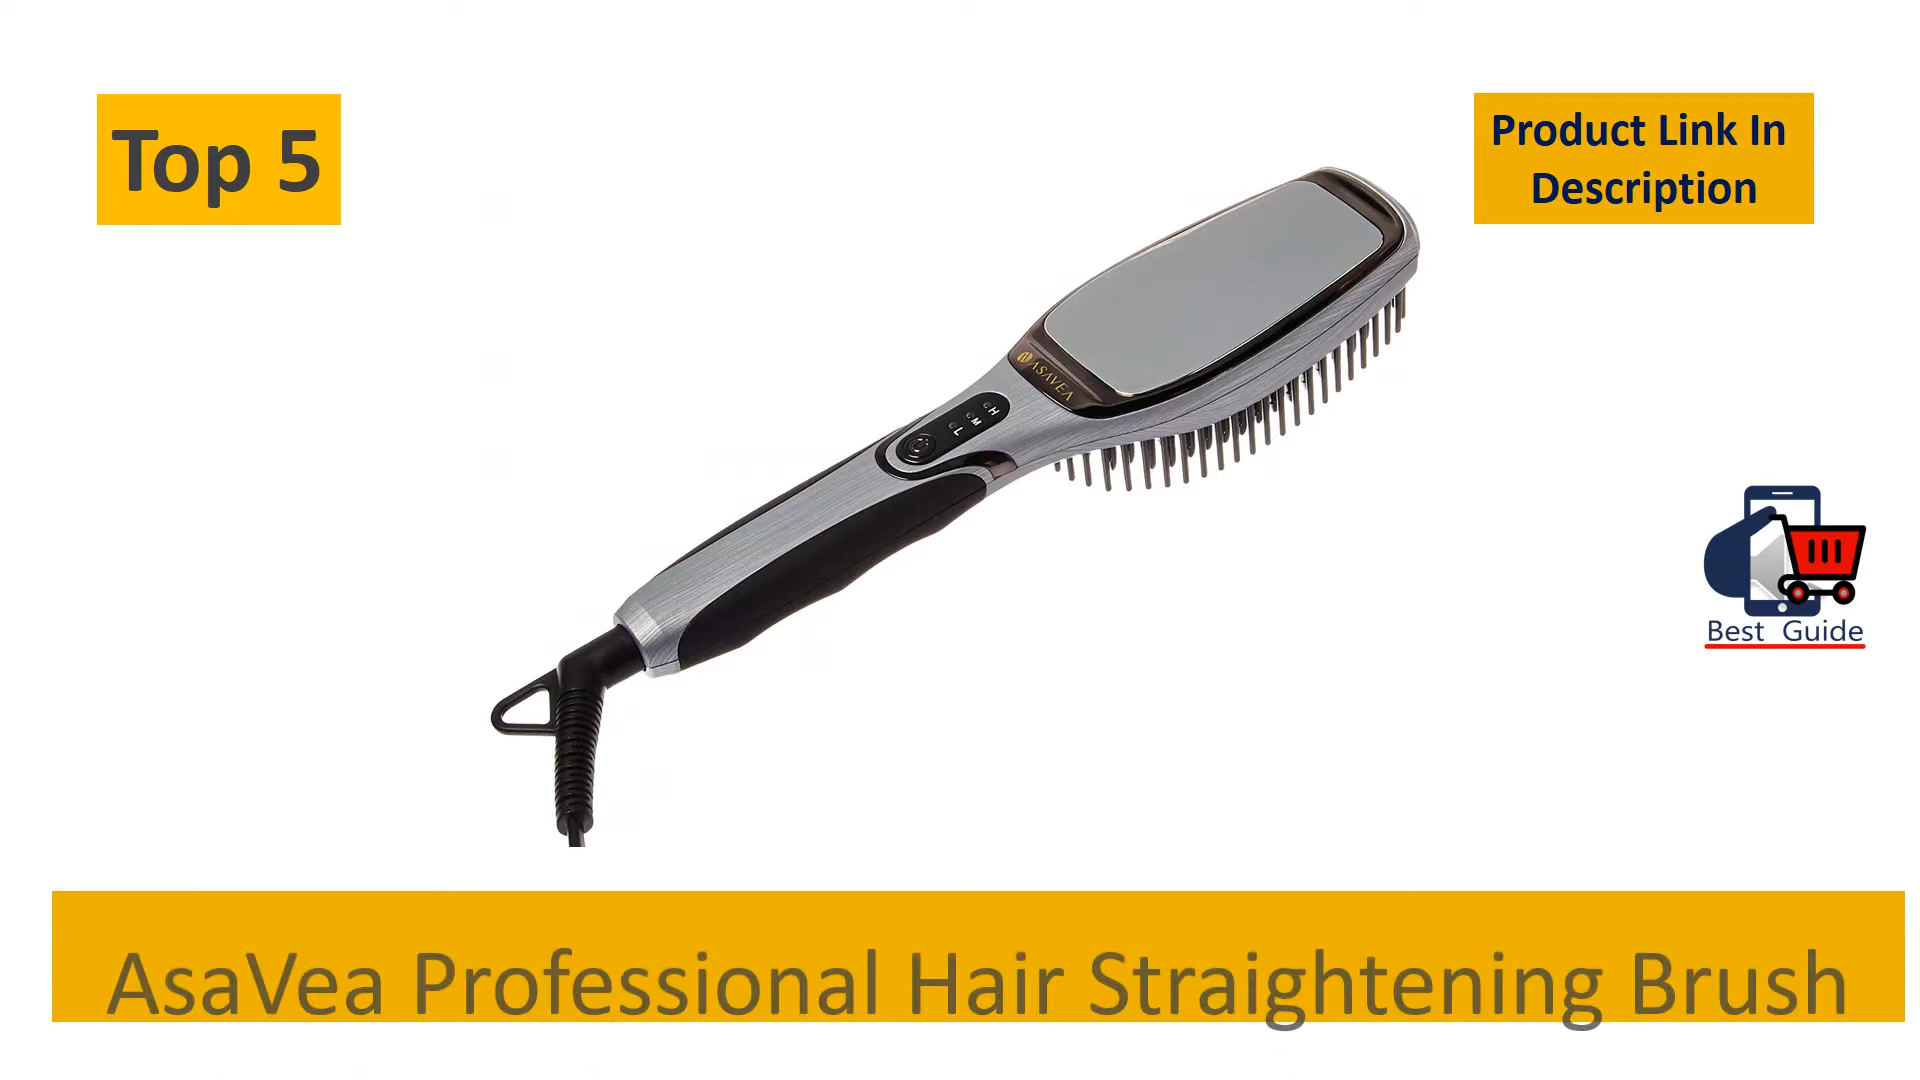 Top 5
Product Link In
Description
ASAVEA
H
M
L
Best Guide
AsaVea Professional Hair Straightening Brush